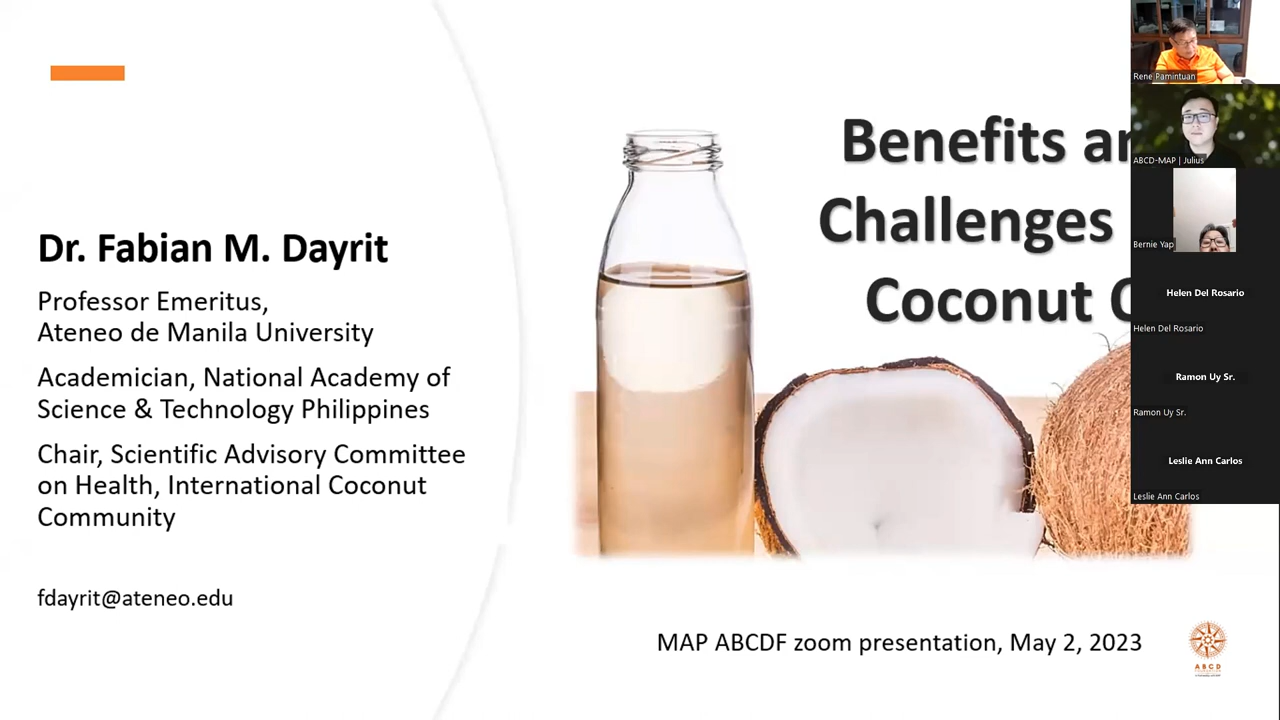 Dr. Fabian M. Dayrit
Professor Emeritus,
Ateneo de Manila University
Academician, National Academy of
Science & Technology Philippines
Chair, Scientific Advisory Committee
on Health, International Coconut
Community
fdayrit@ateneo.edu
Benefits
Challenges
Coconut
MAP ABCDF zoom presentation, May 2, 2023
ABCD
Rene Pamintuan
ABCD-MAP | Julius
Bernie Yap
Helen Del Rosario
Helen Del Rosario
Ramon Uy Sr.
Ramon Uy Sr.
Leslie Ann Carlos
Leslie Ann Carlos